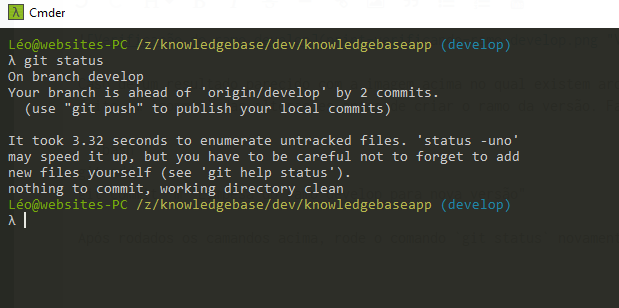 λ Cmder
Léo@websites-PC /z/knowledgebase/dev/knowledgebaseapp (develop)
λ git status
On branch develop
Your branch is ahead of 'origin/develop' by 2 commits.
  (use "git push" to publish your local commits)

It took 3.32 seconds to enumerate untracked files. 'status -uno'
may speed it up, but you have to be careful not to forget to add
new files yourself (see 'git help status').
nothing to commit, working directory clean
Léo@websites-PC /z/knowledgebase/dev/knowledgebaseapp (develop)
λ